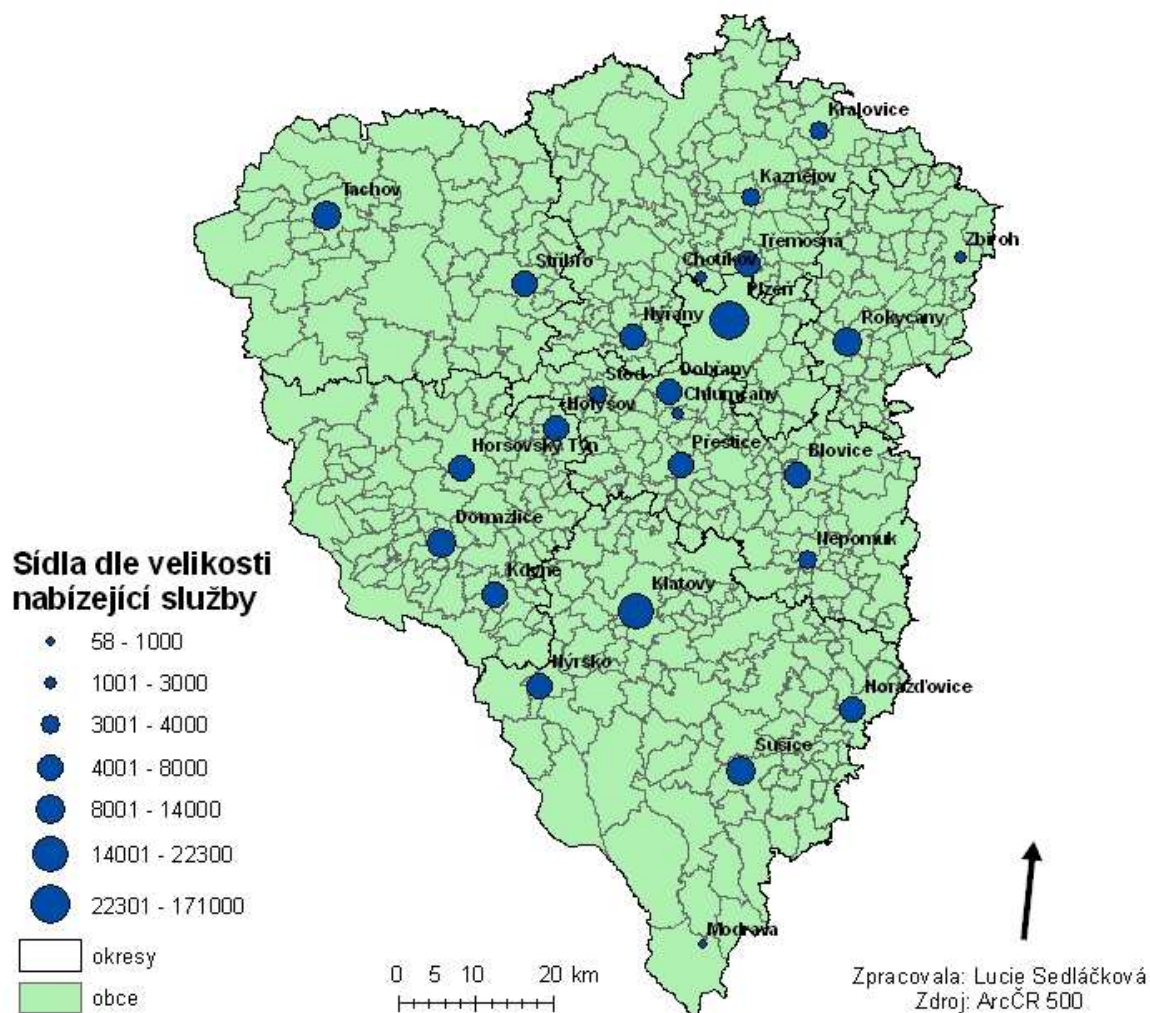 Kralovice
Kaznějov
Tachov
Zbiroh
Třemošná
Chotíkov
Stříbro
Plzeň
Nýřany
Rokycany
Dobřany
Stod
Chlumčany
Holýšov
Horšovský Týn
Přeštice
Blovice
Domažlice
Nepomuk
Kdyně
Klatovy
Nýrsko
Horažďovice
Sušice
Modrava
Sídla dle velikosti
nabízející služby
58 - 1000
1001 - 3000
3001 - 4000
4001 - 8000
8001 - 14000
14001 - 22300
22301 - 171000
okresy
obce
0 5 10 20 km
Zpracovala: Lucie Sedláčková
Zdroj: ArcČR 500